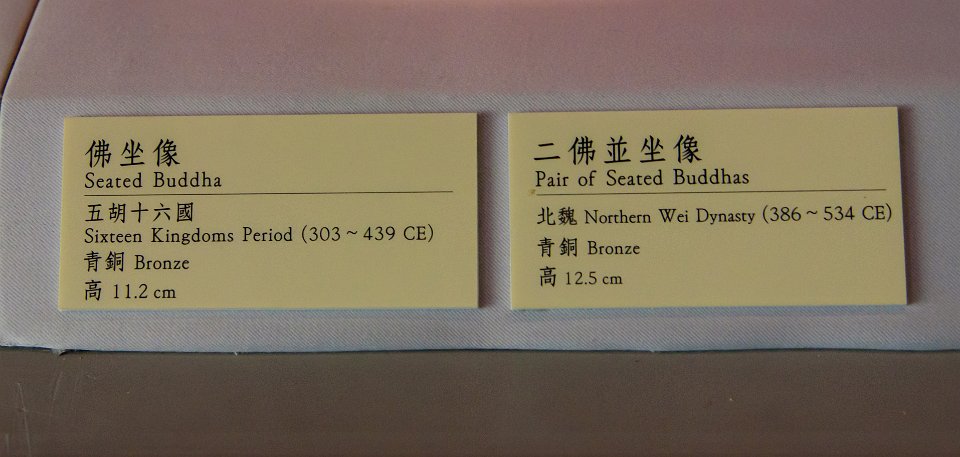 佛坐像
Seated Buddha
五胡十六國
Sixteen Kingdoms Period (303 ~ 439 CE)
青銅 Bronze
高 11.2 cm
二佛並坐像
Pair of Seated Buddhas
北魏 Northern Wei Dynasty (386 ~ 534 CE)
青銅 Bronze
高 12.5 cm